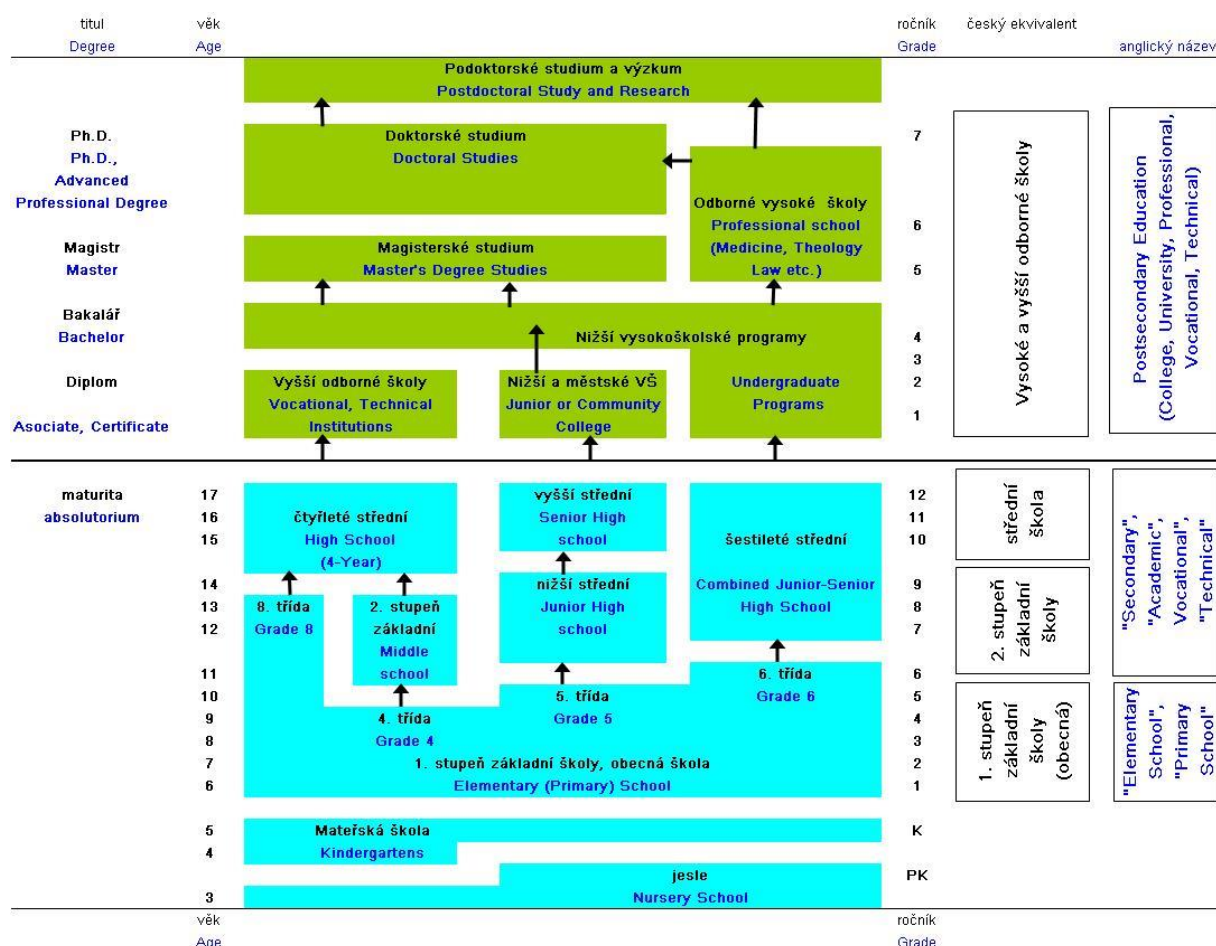 titul věk ročník český ekvivalent
Degree Age Grade anglický název
Podoktorské studium a výzkum
Postdoctoral Study and Research
Ph.D. Doktorské studium 7
Ph.D., Doctoral Studies
Advanced
Professional Degree Odborné vysoké školy
Professional school 6
Magistr Magisterské studium (Medicine, Theology
Master Master's Degree Studies Law etc.) 5
Bakalář
Bachelor Nižší vysokoškolské programy 4
3
Diplom Vyšší odborné školy Nižší a městské VŠ Undergraduate 2
Vocational, Technical Junior or Community Programs
Asociate, Certificate Institutions College 1
Vysoké a vyšší odborné školy
Postsecondary Education
(College, University, Professional,
Vocational, Technical)
maturita 17 vyšší střední 12
absolutorium 16 čtyřleté střední Senior High 11
15 High School school šestileté střední 10
(4-Year)
14 nižší střední Combined Junior-Senior 9
13 8. třída 2. stupeň Junior High High School 8
12 Grade 8 základní school 7
Middle
11 school 6. třída 6
10 5. třída Grade 6 5
9 4. třída Grade 5 4
8 Grade 4 3
7 1. stupeň základní školy, obecná škola 2
6 Elementary (Primary) School 1
střední
škola
2. stupeň
základní
školy
1. stupeň
základní
školy
(obecná)
"Secondary",
"Academic",
Vocational",
"Technical"
"Elementary
School",
"Primary
School"
5 Mateřská škola K
4 Kindergartens
jesle PK
3 Nursery School
věk ročník
Age Grade